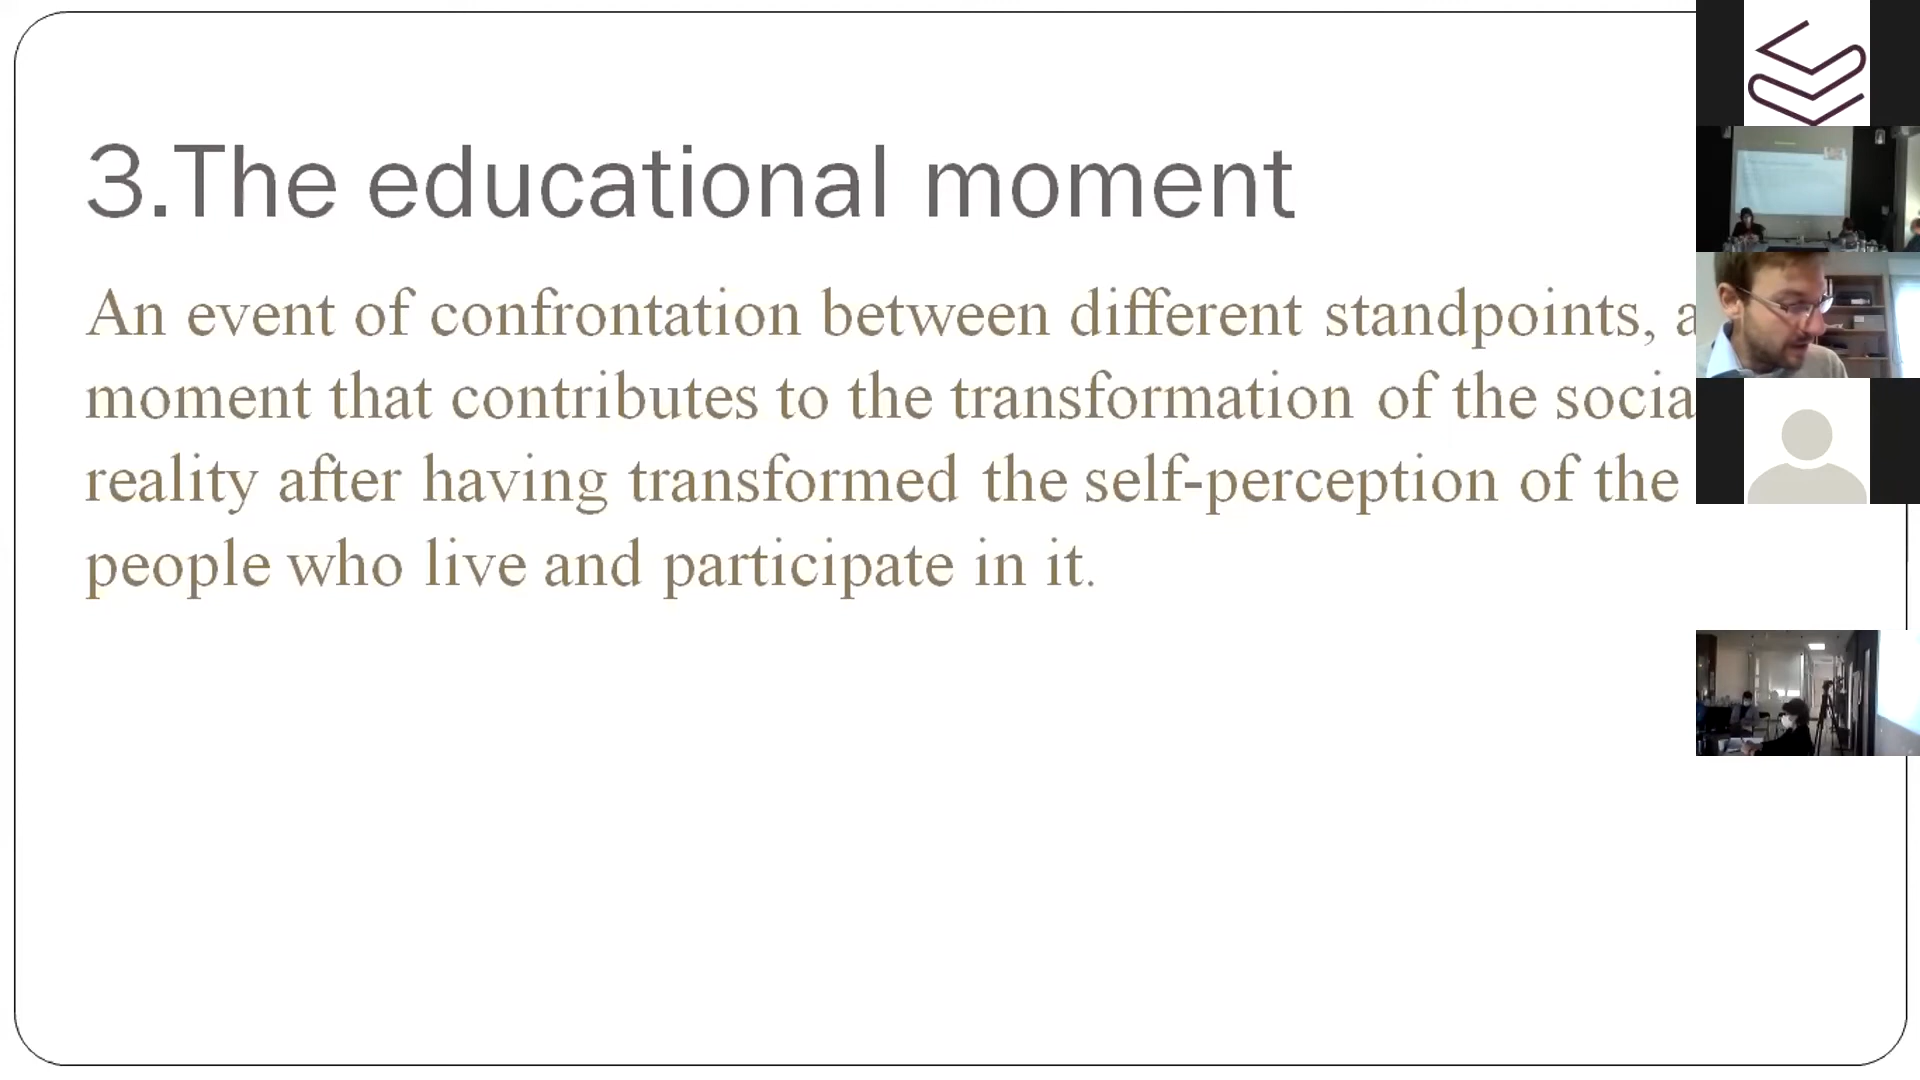 3.The educational moment
An event of confrontation between different standpoints, a
moment that contributes to the transformation of the socia
reality after having transformed the self-perception of the
people who live and participate in it.